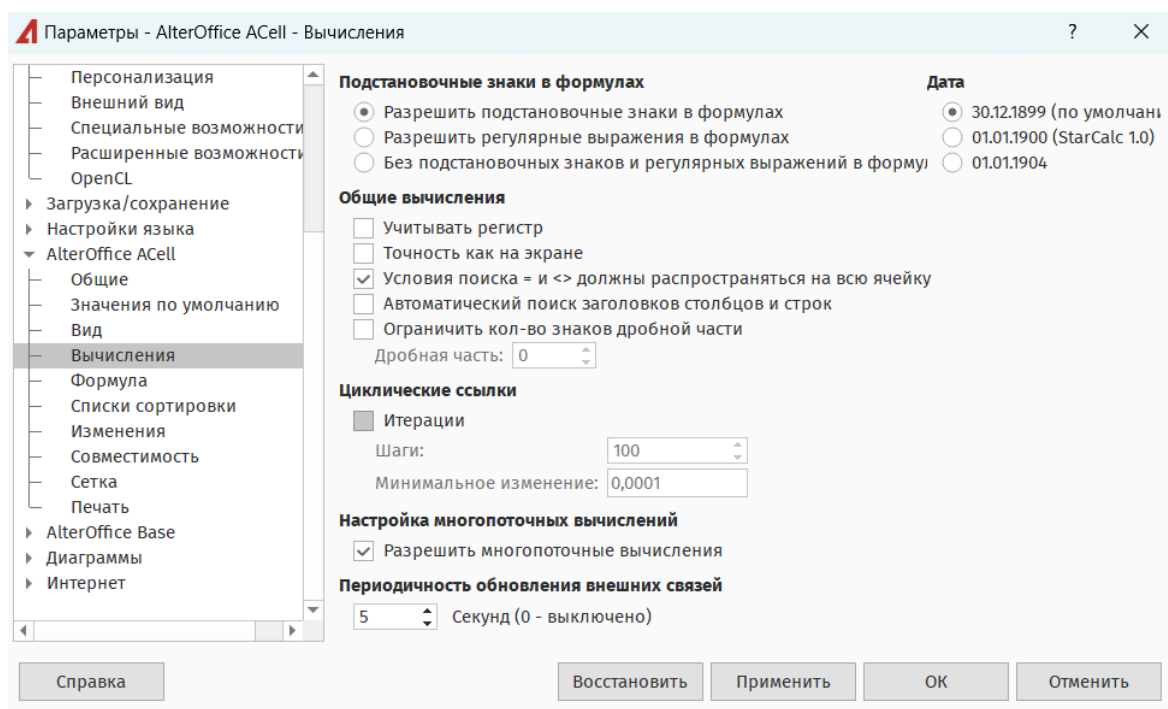 Параметры - AlterOffice ACell - Вычисления
?
Персонализация
Внешний вид
Специальные возможности
Расширенные возможности
OpenCL
Загрузка/сохранение
Настройки языка
AlterOffice ACell
Общие
Значения по умолчанию
Вид
Вычисления
Формула
Списки сортировки
Изменения
Совместимость
Сетка
Печать
AlterOffice Base
Диаграммы
Интернет
Подстановочные знаки в формулах
Разрешить подстановочные знаки в формулах
Разрешить регулярные выражения в формулах
Без подстановочных знаков и регулярных выражений в форму
Дата
30.12.1899 (по умолчани
01.01.1900 (StarCalc 1.0)
01.01.1904
Общие вычисления
Учитывать регистр
Точность как на экране
Условия поиска = и <> должны распространяться на всю ячейку
Автоматический поиск заголовков столбцов и строк
Ограничить кол-во знаков дробной части
Дробная часть: 0
Циклические ссылки
Итерации
Шаги: 100
Минимальное изменение: 0,0001
Настройка многопоточных вычислений
Разрешить многопоточные вычисления
Периодичность обновления внешних связей
5 Секунд (0 - выключено)
Справка
Восстановить
Применить
ОК
Отменить